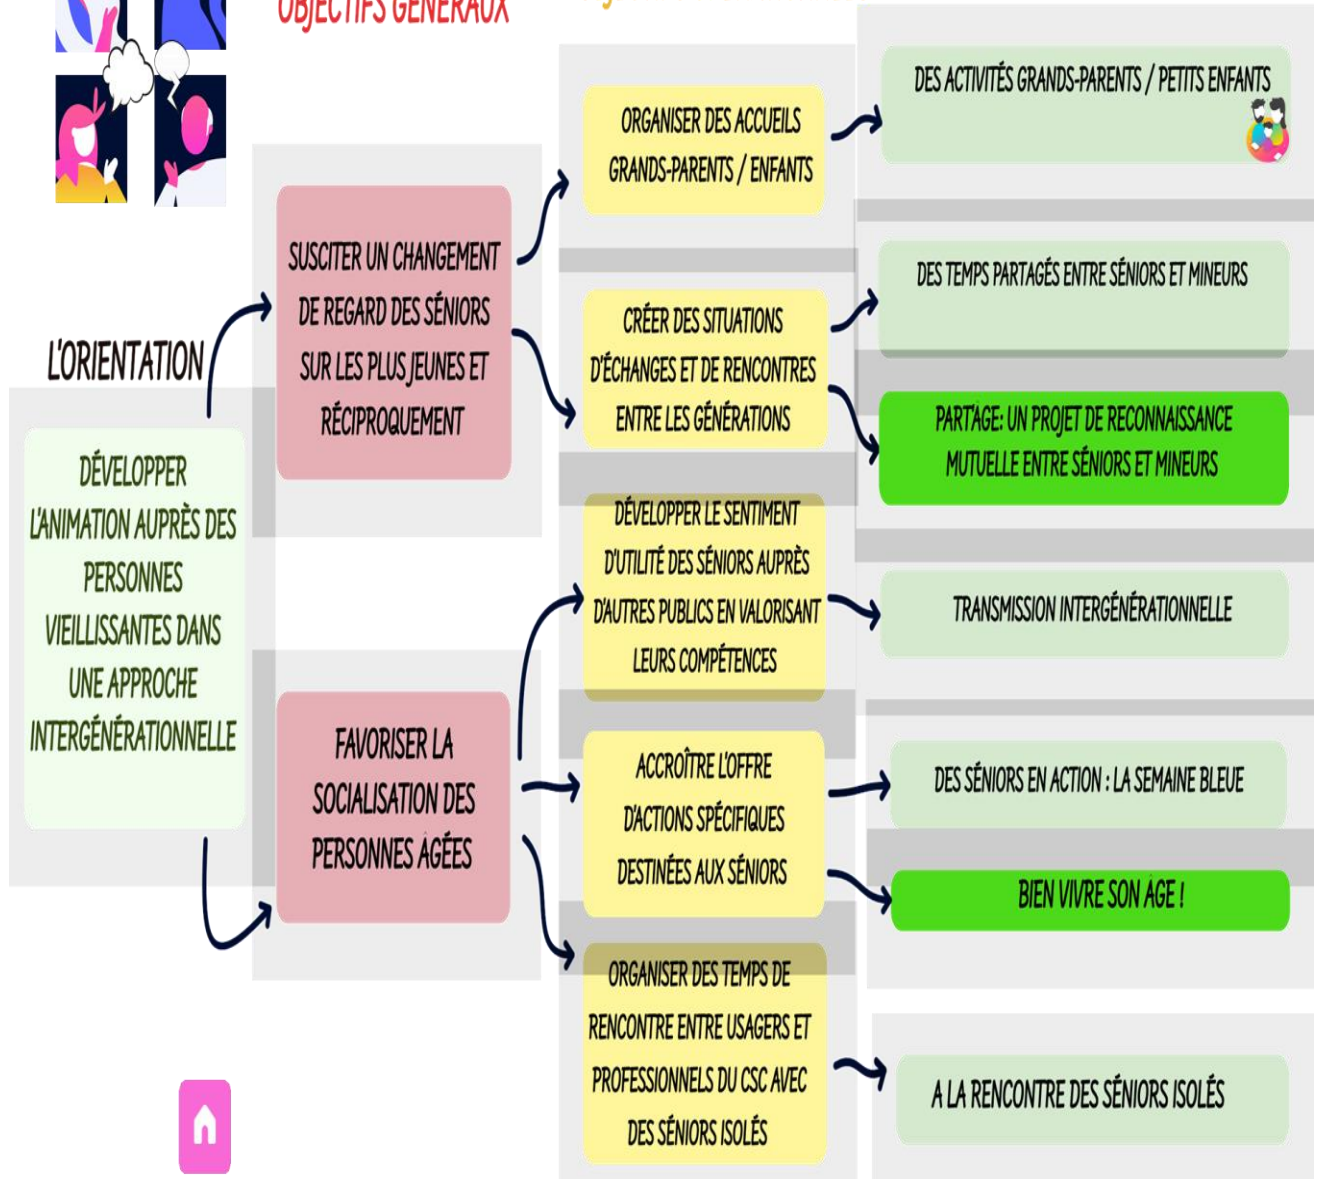 OBJECTIFS GÉNÉRAUX
L'ORIENTATION
DÉVELOPPER
L'ANIMATION AUPRÈS DES
PERSONNES
VIEILLISSANTES DANS
UNE APPROCHE
INTERGÉNÉRATIONNELLE
SUSCITER UN CHANGEMENT
DE REGARD DES SÉNIORS
SUR LES PLUS JEUNES ET
RÉCIPROQUEMENT
FAVORISER LA
SOCIALISATION DES
PERSONNES ÂGÉES
ORGANISER DES ACCUEILS
GRANDS-PARENTS / ENFANTS
CRÉER DES SITUATIONS
D'ÉCHANGES ET DE RENCONTRES
ENTRE LES GÉNÉRATIONS
DÉVELOPPER LE SENTIMENT
D'UTILITÉ DES SÉNIORS AUPRÈS
D'AUTRES PUBLICS EN VALORISANT
LEURS COMPÉTENCES
ACCROÎTRE L'OFFRE
D'ACTIONS SPÉCIFIQUES
DESTINÉES AUX SÉNIORS
ORGANISER DES TEMPS DE
RENCONTRE ENTRE USAGERS ET
PROFESSIONNELS DU CSC AVEC
DES SÉNIORS ISOLÉS
DES ACTIVITÉS GRANDS-PARENTS / PETITS ENFANTS
DES TEMPS PARTAGÉS ENTRE SÉNIORS ET MINEURS
PART'ÂGE: UN PROJET DE RECONNAISSANCE
MUTUELLE ENTRE SÉNIORS ET MINEURS
TRANSMISSION INTERGÉNÉRATIONNELLE
DES SÉNIORS EN ACTION : LA SEMAINE BLEUE
BIEN VIVRE SON ÂGE !
A LA RENCONTRE DES SÉNIORS ISOLÉS